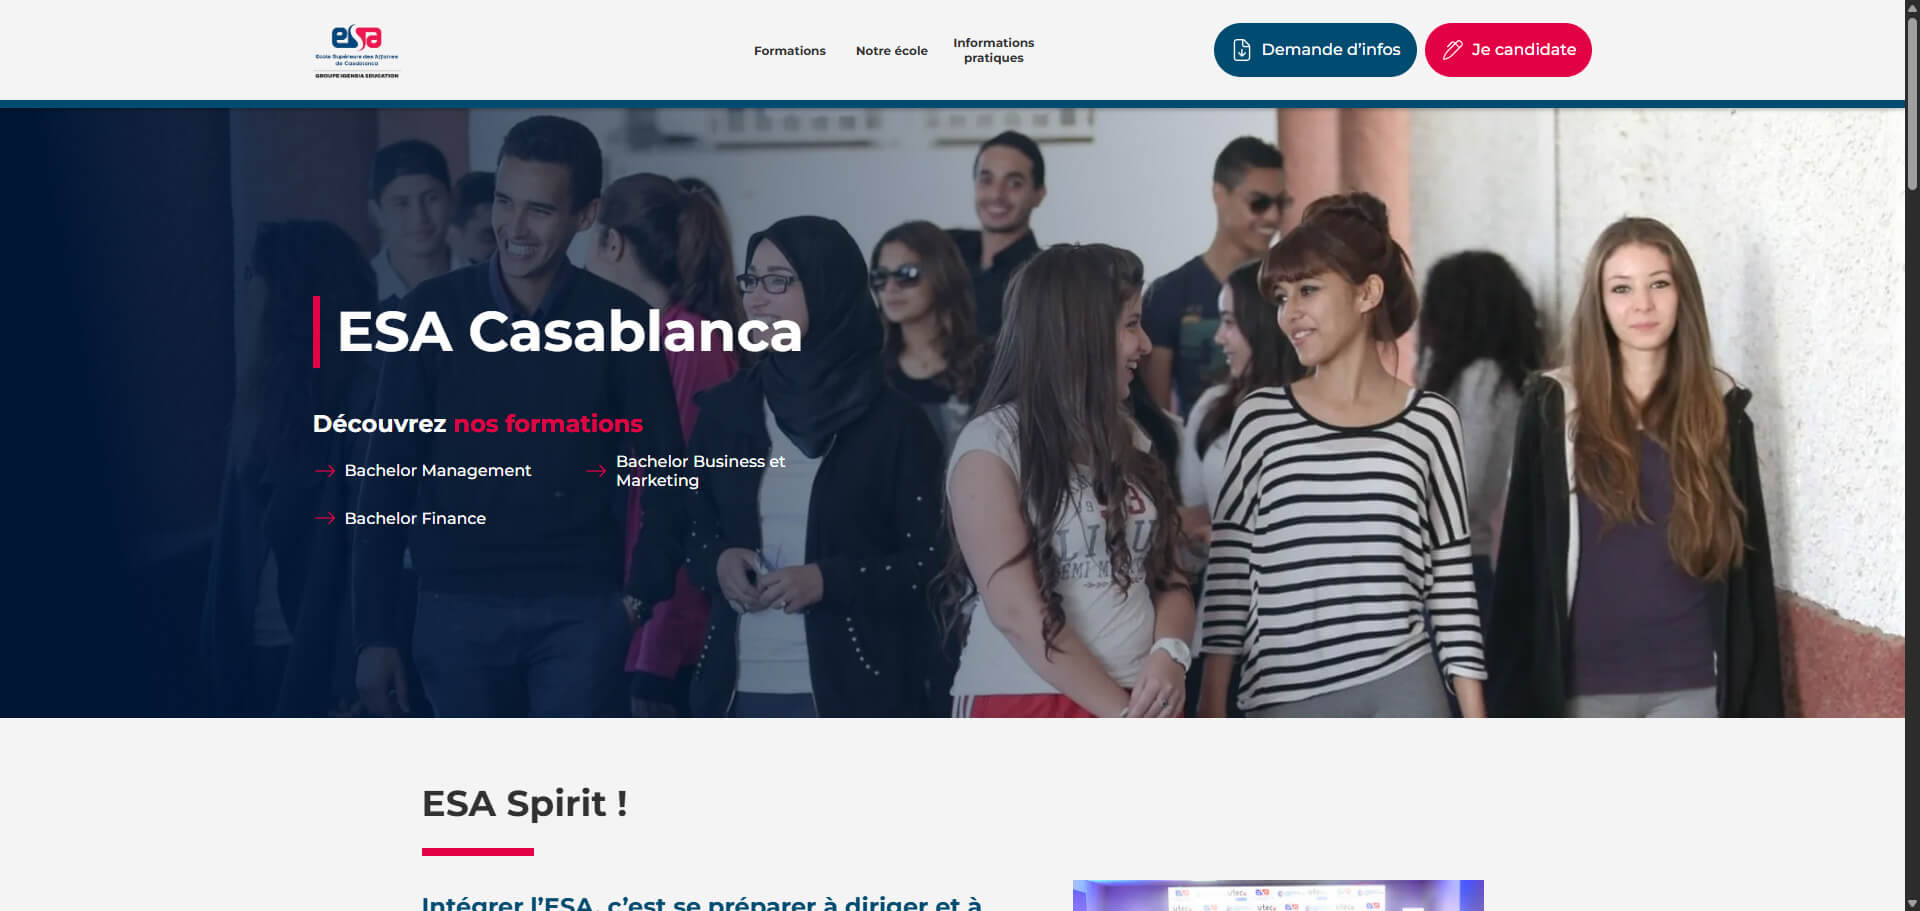 esa
Ecole Supérieure des Affaires
de Casablanca
GROUPE IGENSIA EDUCATION
Formations
Notre école
Informations
pratiques
Demande d'infos
Je candidate
ESA Casablanca
Découvrez nos formations
Bachelor Management
Bachelor Business et
Marketing
Bachelor Finance
ESA Spirit !
Intégrer l'ESA, c'est se préparer à diriger et à